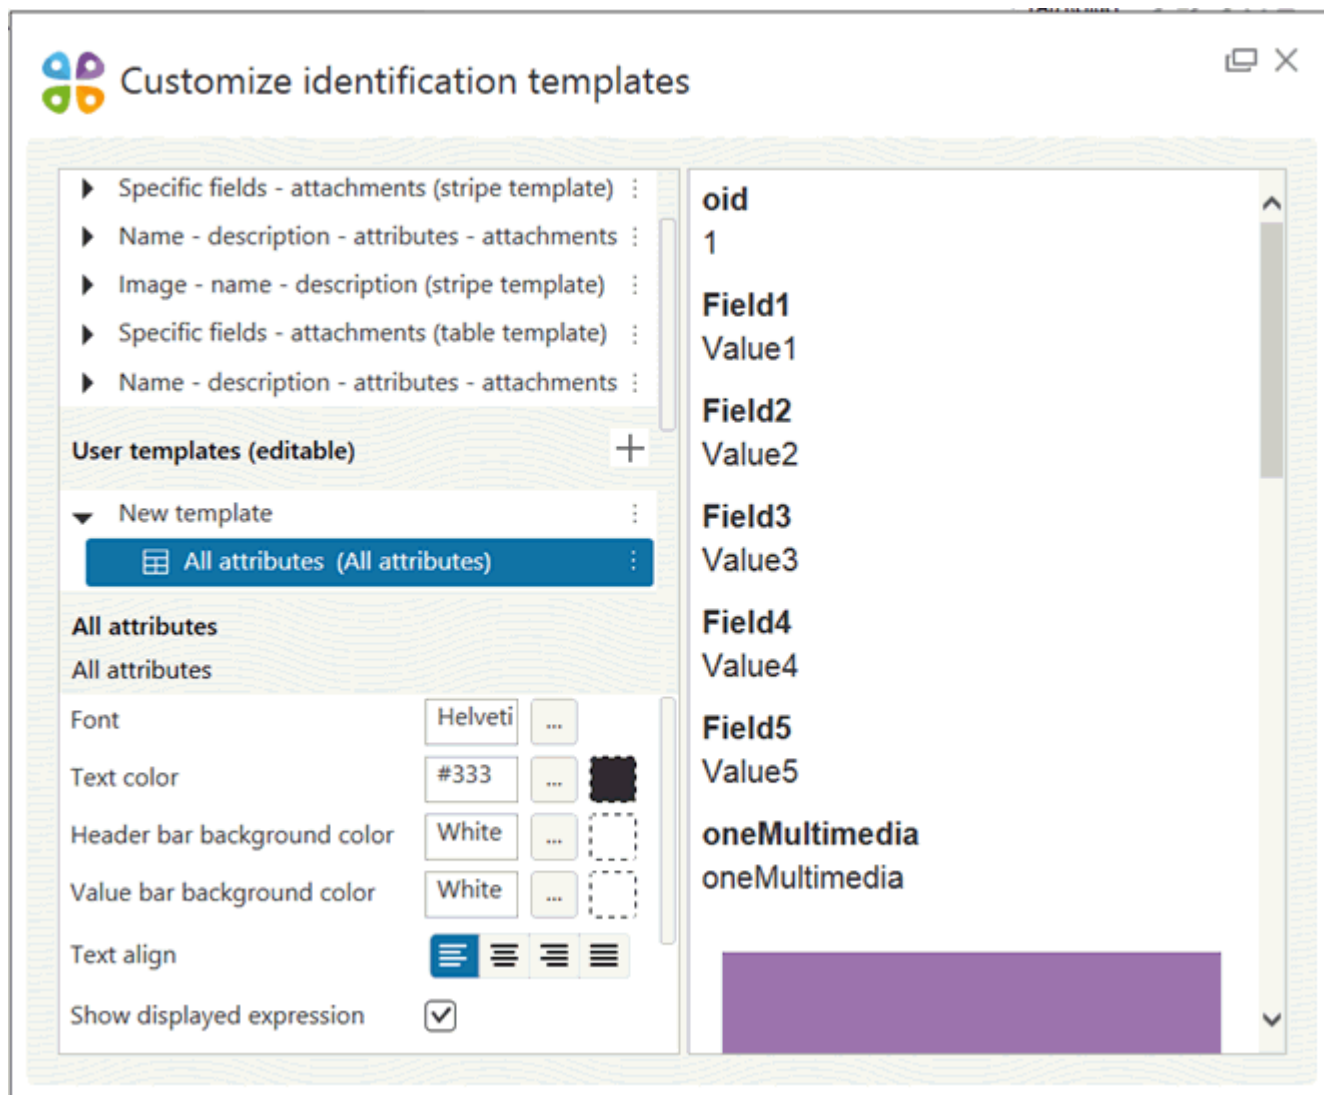 Customize identification templates
Specific fields - attachments (stripe template)
Name - description - attributes - attachments
Image - name - description (stripe template)
Specific fields - attachments (table template)
Name - description - attributes - attachments
User templates (editable)
New template
All attributes (All attributes)
All attributes
All attributes
Font Helveti ...
Text color #333 ...
Header bar background color White ...
Value bar background color White ...
Text align
Show displayed expression
oid
1
Field1
Value1
Field2
Value2
Field3
Value3
Field4
Value4
Field5
Value5
oneMultimedia
oneMultimedia